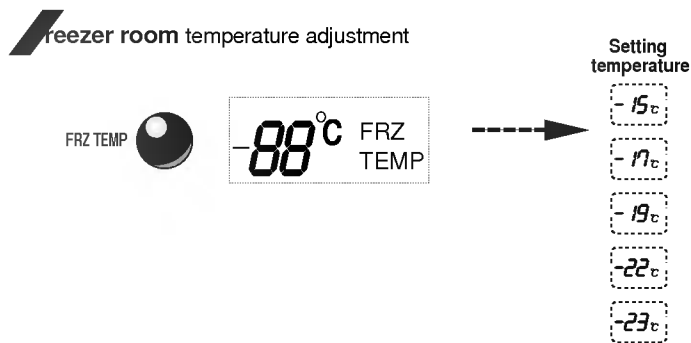 reezer room temperature adjustment
Setting
temperature
FRZ TEMP
-88°C FRZ
TEMP
-15℃
-17℃
-19℃
-22℃
-23℃